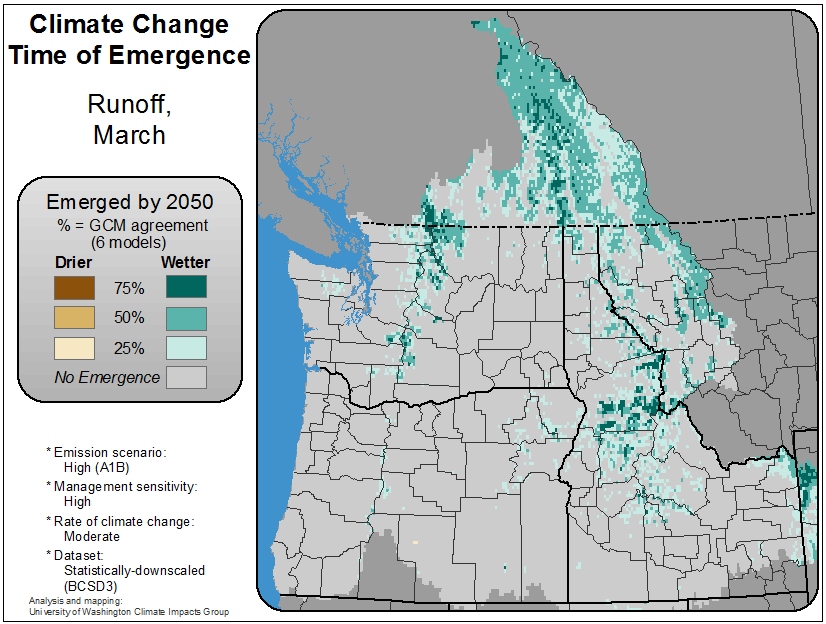 Climate Change
Time of Emergence
Runoff,
March
Emerged by 2050
% = GCM agreement
(6 models)
Drier Wetter
75%
50%
25%
No Emergence
* Emission scenario:
High (A1B)
* Management sensitivity:
High
* Rate of climate change:
Moderate
* Dataset:
Statistically-downscaled
(BCSD3)
Analysis and mapping:
University of Washington Climate Impacts Group